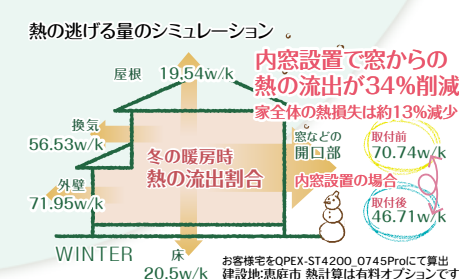 熱の逃げる量のシミュレーション
内窓設置で窓からの
熱の流出が34%削減
家全体の熱損失は約13%減少
屋根 19.54w/k
換気
56.53w/k
外壁
71.95w/k
冬の暖房時
熱の流出割合
窓などの
開口部
取付前
70.74w/k
内窓設置の場合
取付後
46.71w/k
WINTER
床
20.5w/k
お客様宅をQPEX-ST4200_0745Proにて算出
建設地:恵庭市 熱計算は有料オプションです